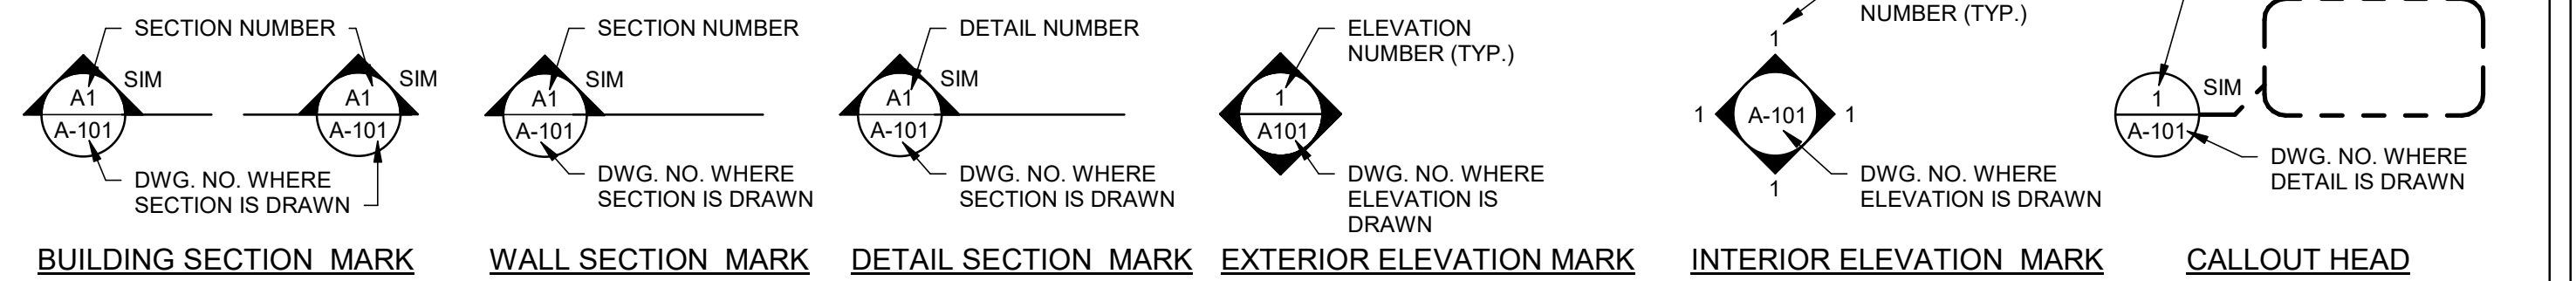 SECTION NUMBER
SIM
A1
A-101
SIM
A1
A-101
DWG. NO. WHERE
SECTION IS DRAWN
BUILDING SECTION MARK
SECTION NUMBER
SIM
A1
A-101
DWG. NO. WHERE
SECTION IS DRAWN
WALL SECTION MARK
DETAIL NUMBER
SIM
A1
A-101
DWG. NO. WHERE
SECTION IS DRAWN
DETAIL SECTION MARK
ELEVATION
NUMBER (TYP.)
1
A101
DWG. NO. WHERE
ELEVATION IS
DRAWN
EXTERIOR ELEVATION MARK
NUMBER (TYP.)
1
1
A-101
1
1
DWG. NO. WHERE
ELEVATION IS DRAWN
INTERIOR ELEVATION MARK
SIM
1
A-101
DWG. NO. WHERE
DETAIL IS DRAWN
CALLOUT HEAD